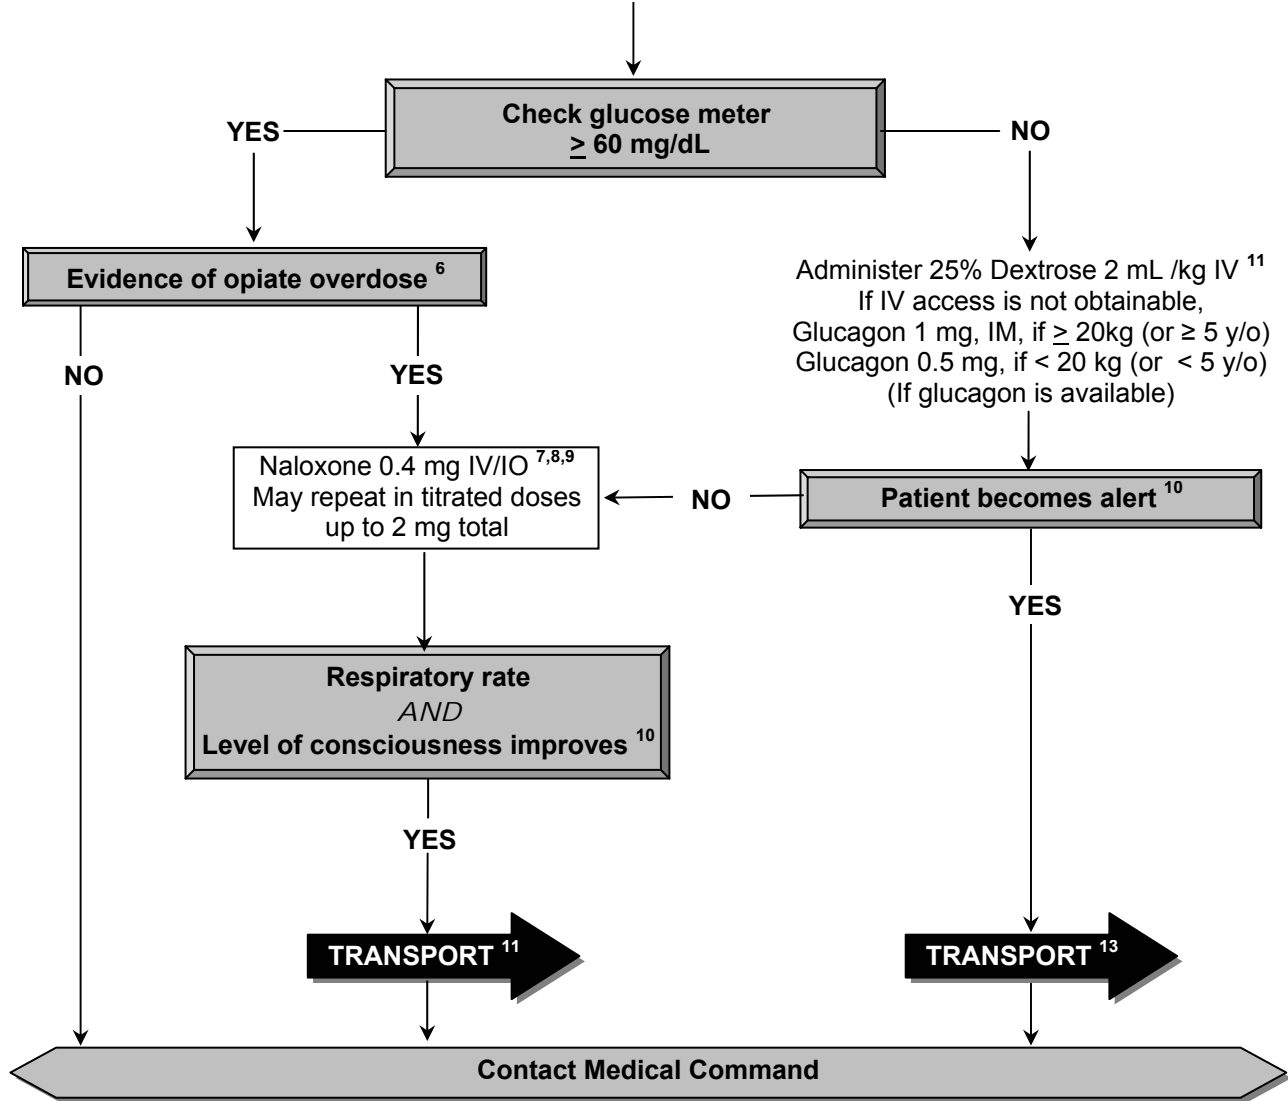 Check glucose meter
≥ 60 mg/dL
YES
NO
Evidence of opiate overdose 6
Administer 25% Dextrose 2 mL /kg IV 11
If IV access is not obtainable,
Glucagon 1 mg, IM, if ≥ 20kg (or ≥ 5 y/o)
Glucagon 0.5 mg, if < 20 kg (or < 5 y/o)
(If glucagon is available)
NO
YES
Naloxone 0.4 mg IV/IO 7,8,9
May repeat in titrated doses
up to 2 mg total
NO
Patient becomes alert 10
YES
Respiratory rate
AND
Level of consciousness improves 10
YES
TRANSPORT 11
TRANSPORT 13
Contact Medical Command